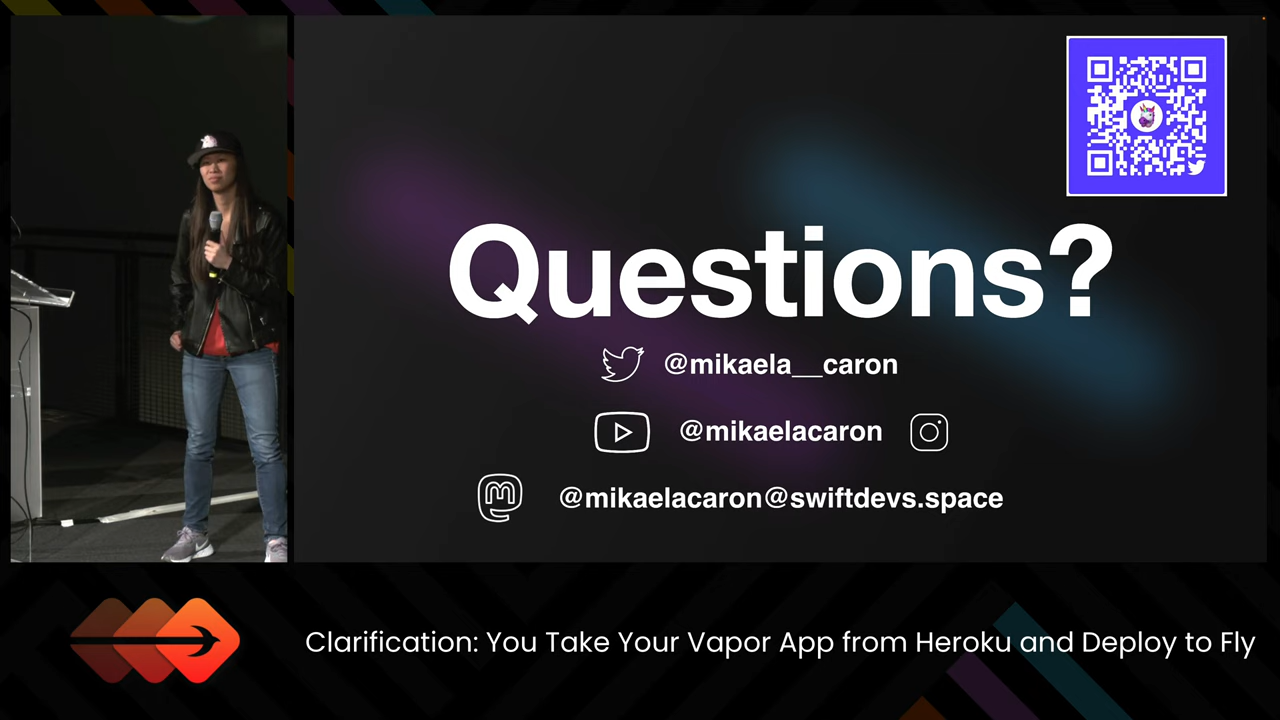 Questions?
@mikaela__caron
@mikaelacaron
@mikaelacaron@swiftdevs.space
Clarification: You Take Your Vapor App from Heroku and Deploy to Fly